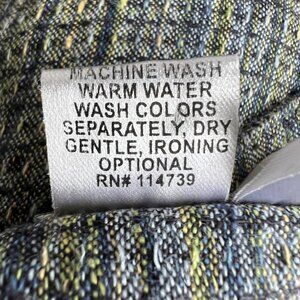 MACHINE WASH
WARM WATER
WASH COLORS
SEPARATELY, DRY
GENTLE, IRONING
OPTIONAL
RN# 114739